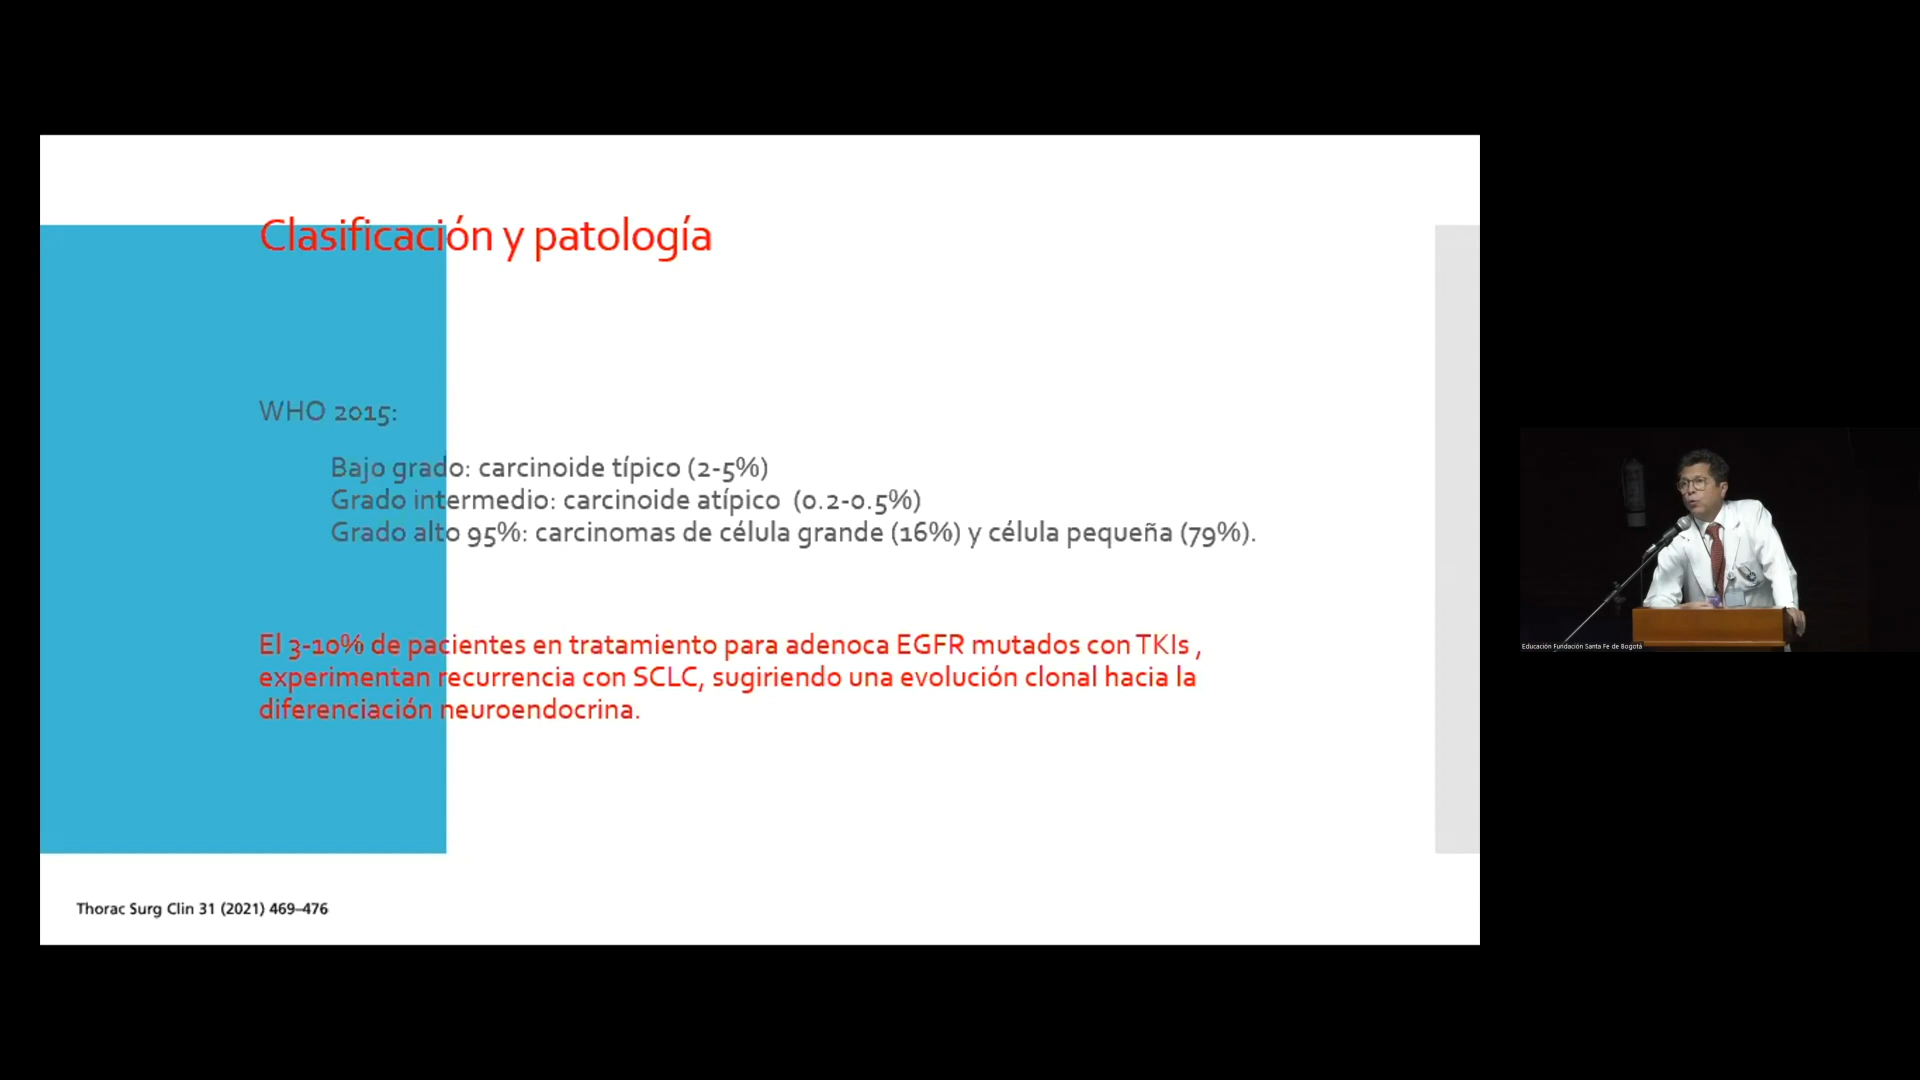 Clasificación y patología
WHO 2015:
Bajo grado: carcinoide típico (2-5%)
Grado intermedio: carcinoide atípico (0.2-0.5%)
Grado alto 95%: carcinomas de célula grande (16%) y célula pequeña (79%).
El 3-10% de pacientes en tratamiento para adenoca EGFR mutados con TKIs ,
experimentan recurrencia con SCLC, sugiriendo una evolución clonal hacia la
diferenciación neuroendocrina.
Thorac Surg Clin 31 (2021) 469–476
Educación Fundación Santa Fe de Bogotá